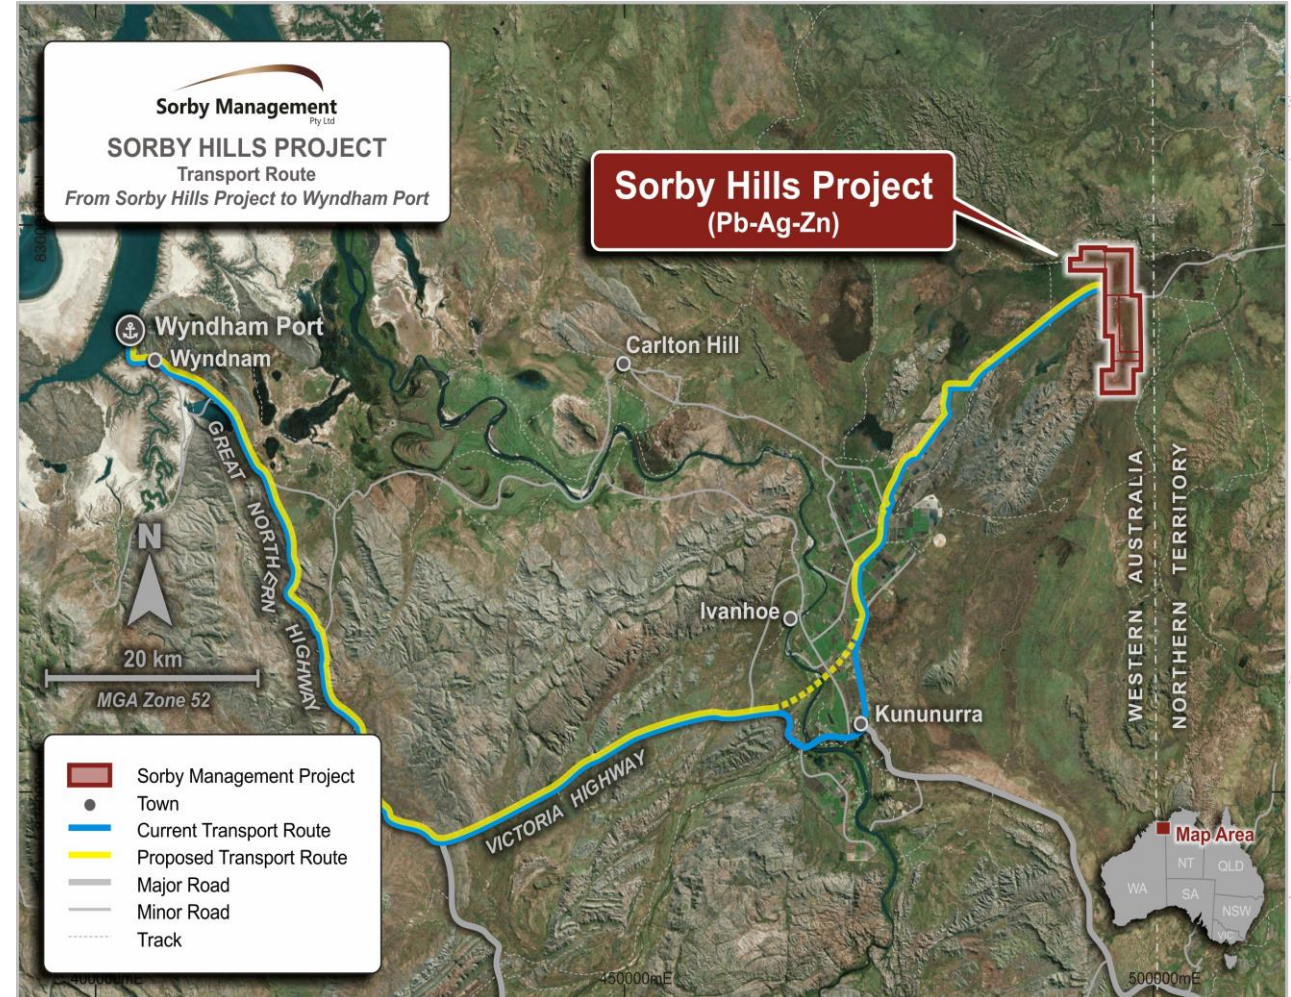 Sorby Management
Pty Ltd
SORBY HILLS PROJECT
Transport Route
From Sorby Hills Project to Wyndham Port
Sorby Hills Project
(Pb-Ag-Zn)
Wyndham Port
Wyndnam
Carlton Hill
GREAT NORTHERN HIGHWAY
N
20 km
MGA Zone 52
Ivanhoe
Kununurra
VICTORIA HIGHWAY
WESTERN AUSTRALIA
NORTHERN TERRITORY
Sorby Management Project
Town
Current Transport Route
Proposed Transport Route
Major Road
Minor Road
Track
Map Area
WA
NT
QLD
SA
NSW
VIC
450000mE
500000mE